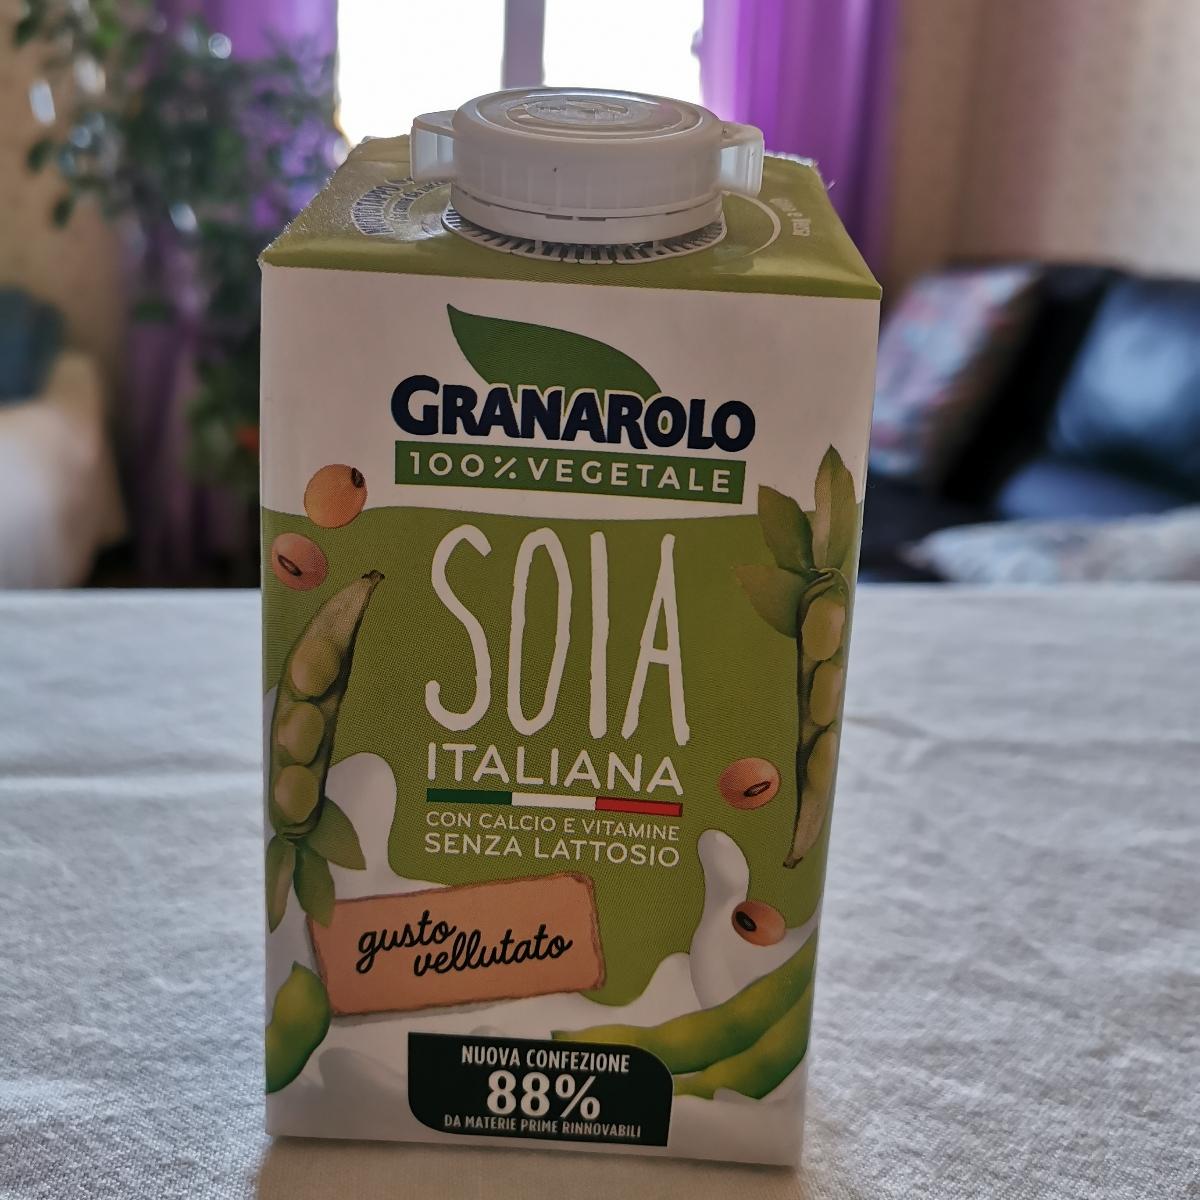 GRANAROLO
100% VEGETALE
SOIA
ITALIANA
CON CALCIO E VITAMINE
SENZA LATTOSIO
gusto
vellutato
NUOVA CONFEZIONE
88%
DA MATERIE PRIME RINNOVABILI